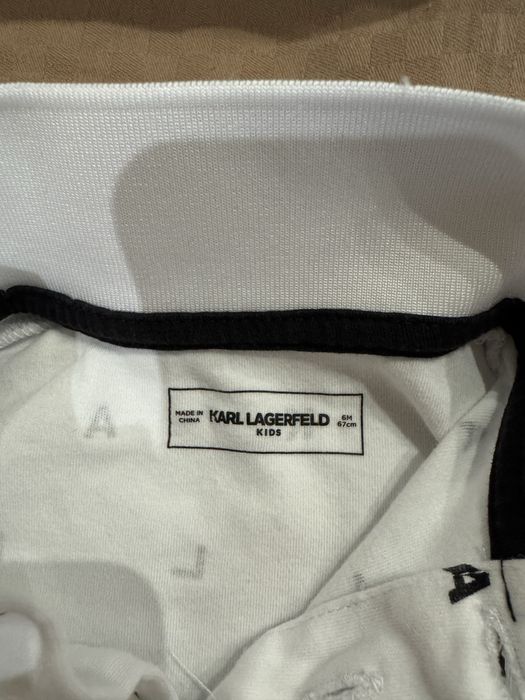 MADE IN
CHINA
KARL LAGERFELD
KIDS
6M
67cm
A
L
A